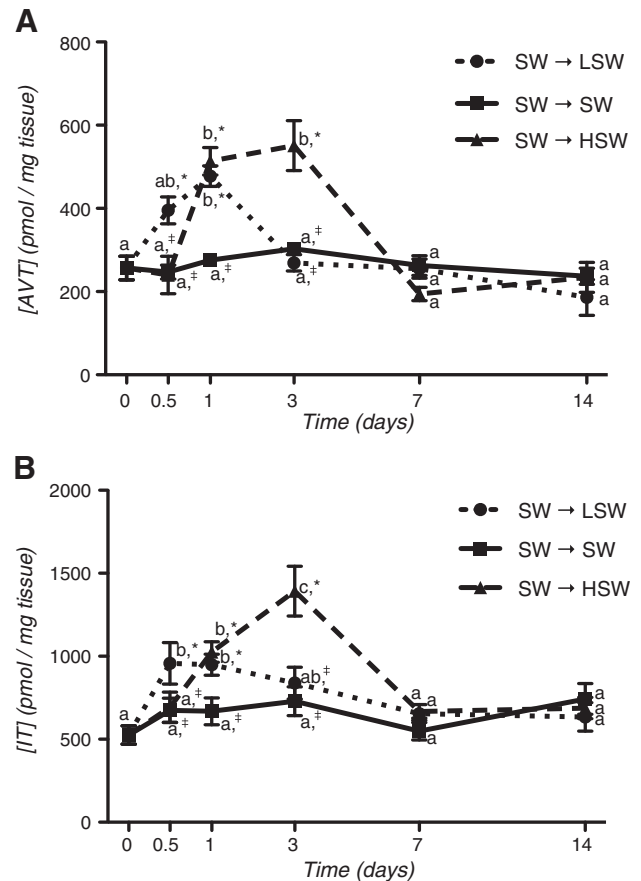 A
[AVT] (pmol / mg tissue)
800
600
400
200
0
SW → LSW
SW → SW
SW → HSW
a
ab,*
a,‡
a,‡
b,*
b,*
a,‡
b,*
a,‡
a,‡
a
a
a
a
a
a
0 0.5 1 3 7 14
Time (days)
B
[IT] (pmol / mg tissue)
2000
1500
1000
500
0
SW → LSW
SW → SW
SW → HSW
a
b,*
a,‡
a,‡
b,*
b,*
a,‡
c,*
ab,‡
a,‡
a
a
a
a
a
a
0 0.5 1 3 7 14
Time (days)